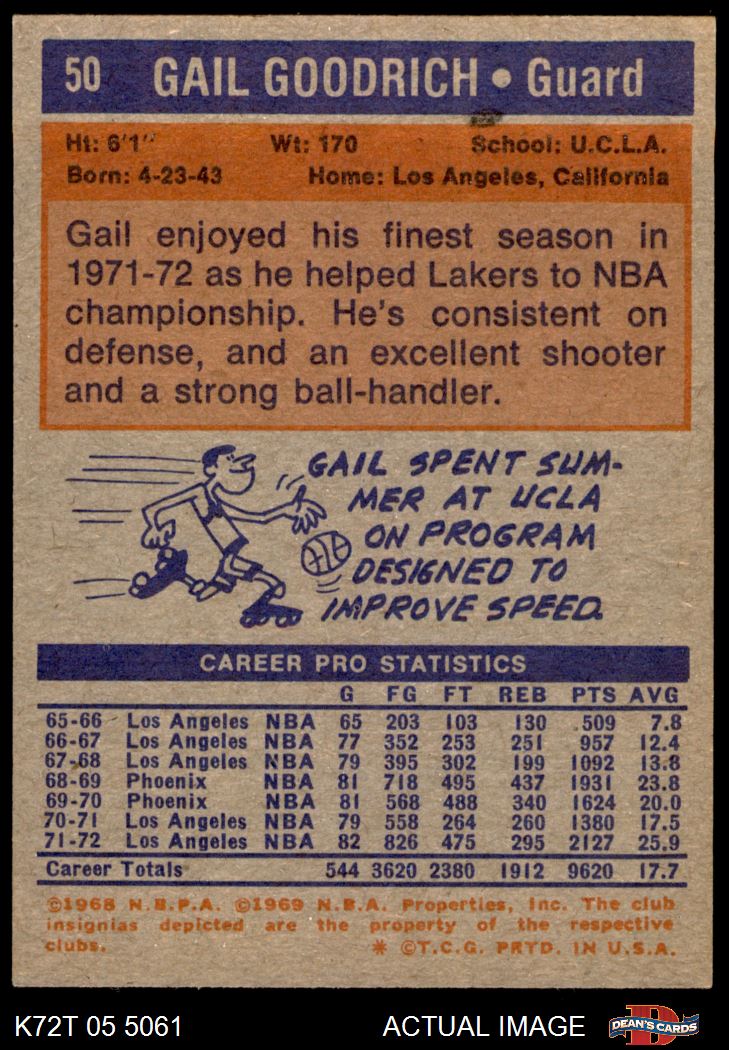 50 GAIL GOODRICH • Guard
Ht: 6'1" Wt: 170 School: U.C.L.A.
Born: 4-23-43 Home: Los Angeles, California
Gail enjoyed his finest season in
1971-72 as he helped Lakers to NBA
championship. He's consistent on
defense, and an excellent shooter
and a strong ball-handler.
GAIL SPENT SUM-
MER AT UCLA
ON PROGRAM
DESIGNED TO
IMPROVE SPEED.
CAREER PRO STATISTICS
G FG FT REB PTS AVG
65-66 Los Angeles NBA 65 203 103 130 509 7.8
66-67 Los Angeles NBA 77 352 253 251 957 12.4
67-68 Los Angeles NBA 79 395 302 199 1092 13.8
68-69 Phoenix NBA 81 718 495 437 1931 23.8
69-70 Phoenix NBA 81 568 488 340 1624 20.0
70-71 Los Angeles NBA 79 558 264 260 1380 17.5
71-72 Los Angeles NBA 82 826 475 295 2127 25.9
Career Totals 544 3620 2380 1912 9620 17.7
©1968 N.B.P.A. ©1969 N.B.A. Properties, Inc. The club
insignias depicted are the property of the respective
clubs. * ©T.C.G. PRTD. IN U.S.A.
K72T 05 5061 ACTUAL IMAGE DEAN'S CARDS